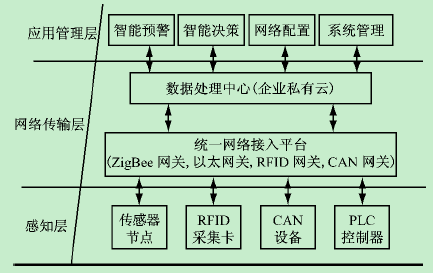 应用管理层
智能预警
智能决策
网络配置
系统管理
数据处理中心(企业私有云)
网络传输层
统一网络接入平台
(ZigBee 网关, 以太网关, RFID 网关, CAN 网关)
感知层
传感器
节点
RFID
采集卡
CAN
设备
PLC
控制器